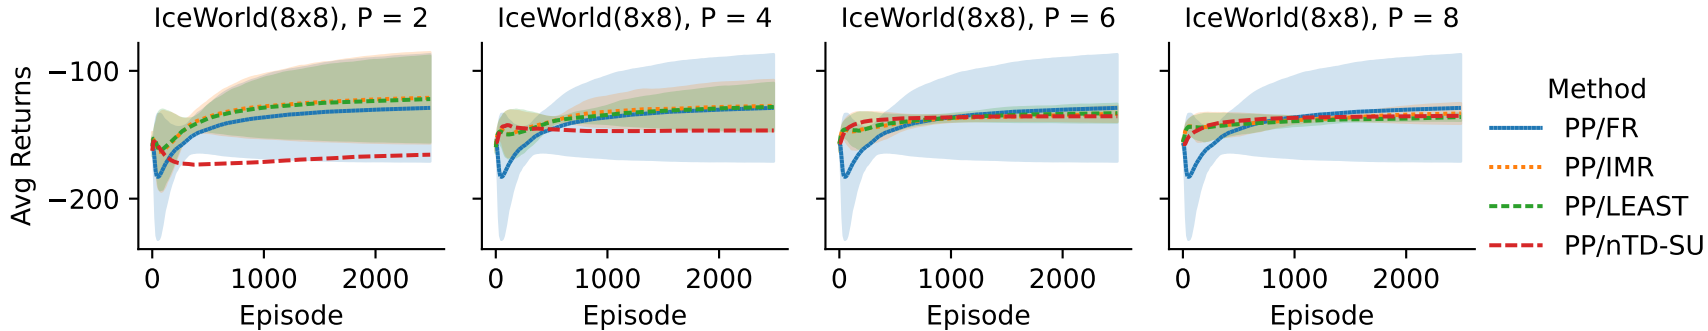 IceWorld(8x8), P = 2
IceWorld(8x8), P = 4
IceWorld(8x8), P = 6
IceWorld(8x8), P = 8
Avg Returns
−100
−200
0 1000 2000
0 1000 2000
0 1000 2000
0 1000 2000
Episode
Episode
Episode
Episode
Method
PP/FR
PP/IMR
PP/LEAST
PP/nTD-SU